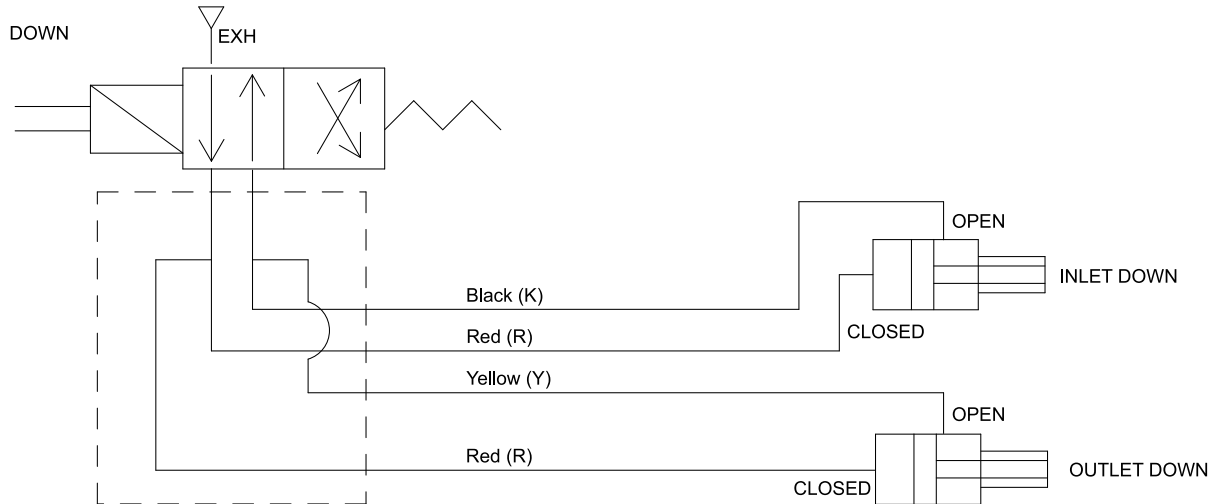 DOWN
EXH
OPEN
Black (K)
INLET DOWN
Red (R)
CLOSED
Yellow (Y)
OPEN
Red (R)
OUTLET DOWN
CLOSED